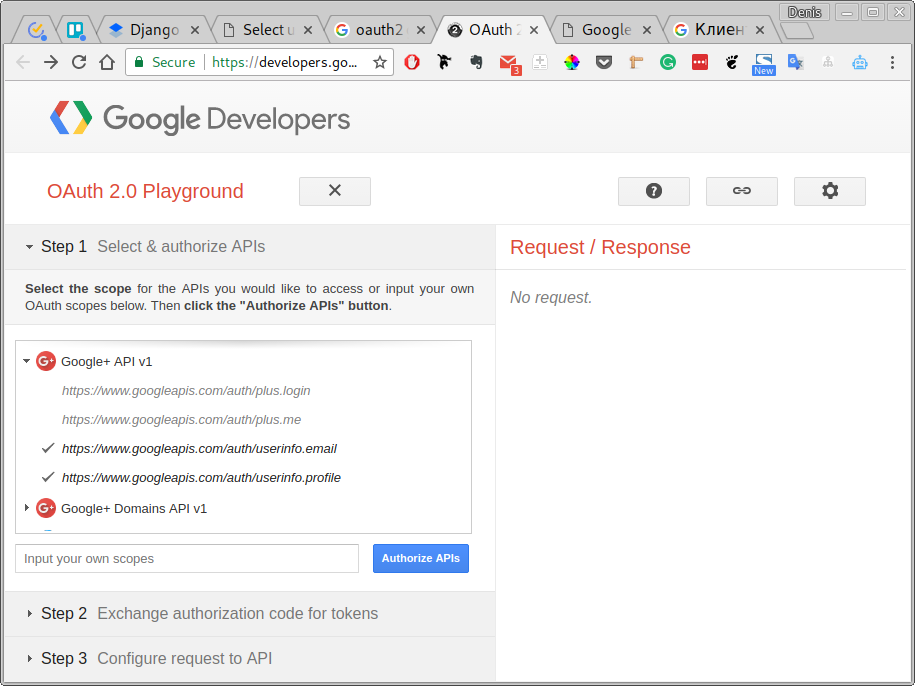 Denis
Django
Select u
oauth2
OAuth 2
Google
Клиен
Secure
https://developers.go...
3
New
Google Developers
OAuth 2.0 Playground
Step 1 Select & authorize APIs
Request / Response
Select the scope for the APIs you would like to access or input your own
OAuth scopes below. Then click the "Authorize APIs" button.
No request.
G+ Google+ API v1
https://www.googleapis.com/auth/plus.login
https://www.googleapis.com/auth/plus.me
https://www.googleapis.com/auth/userinfo.email
https://www.googleapis.com/auth/userinfo.profile
G+ Google+ Domains API v1
Input your own scopes
Authorize APIs
Step 2 Exchange authorization code for tokens
Step 3 Configure request to API